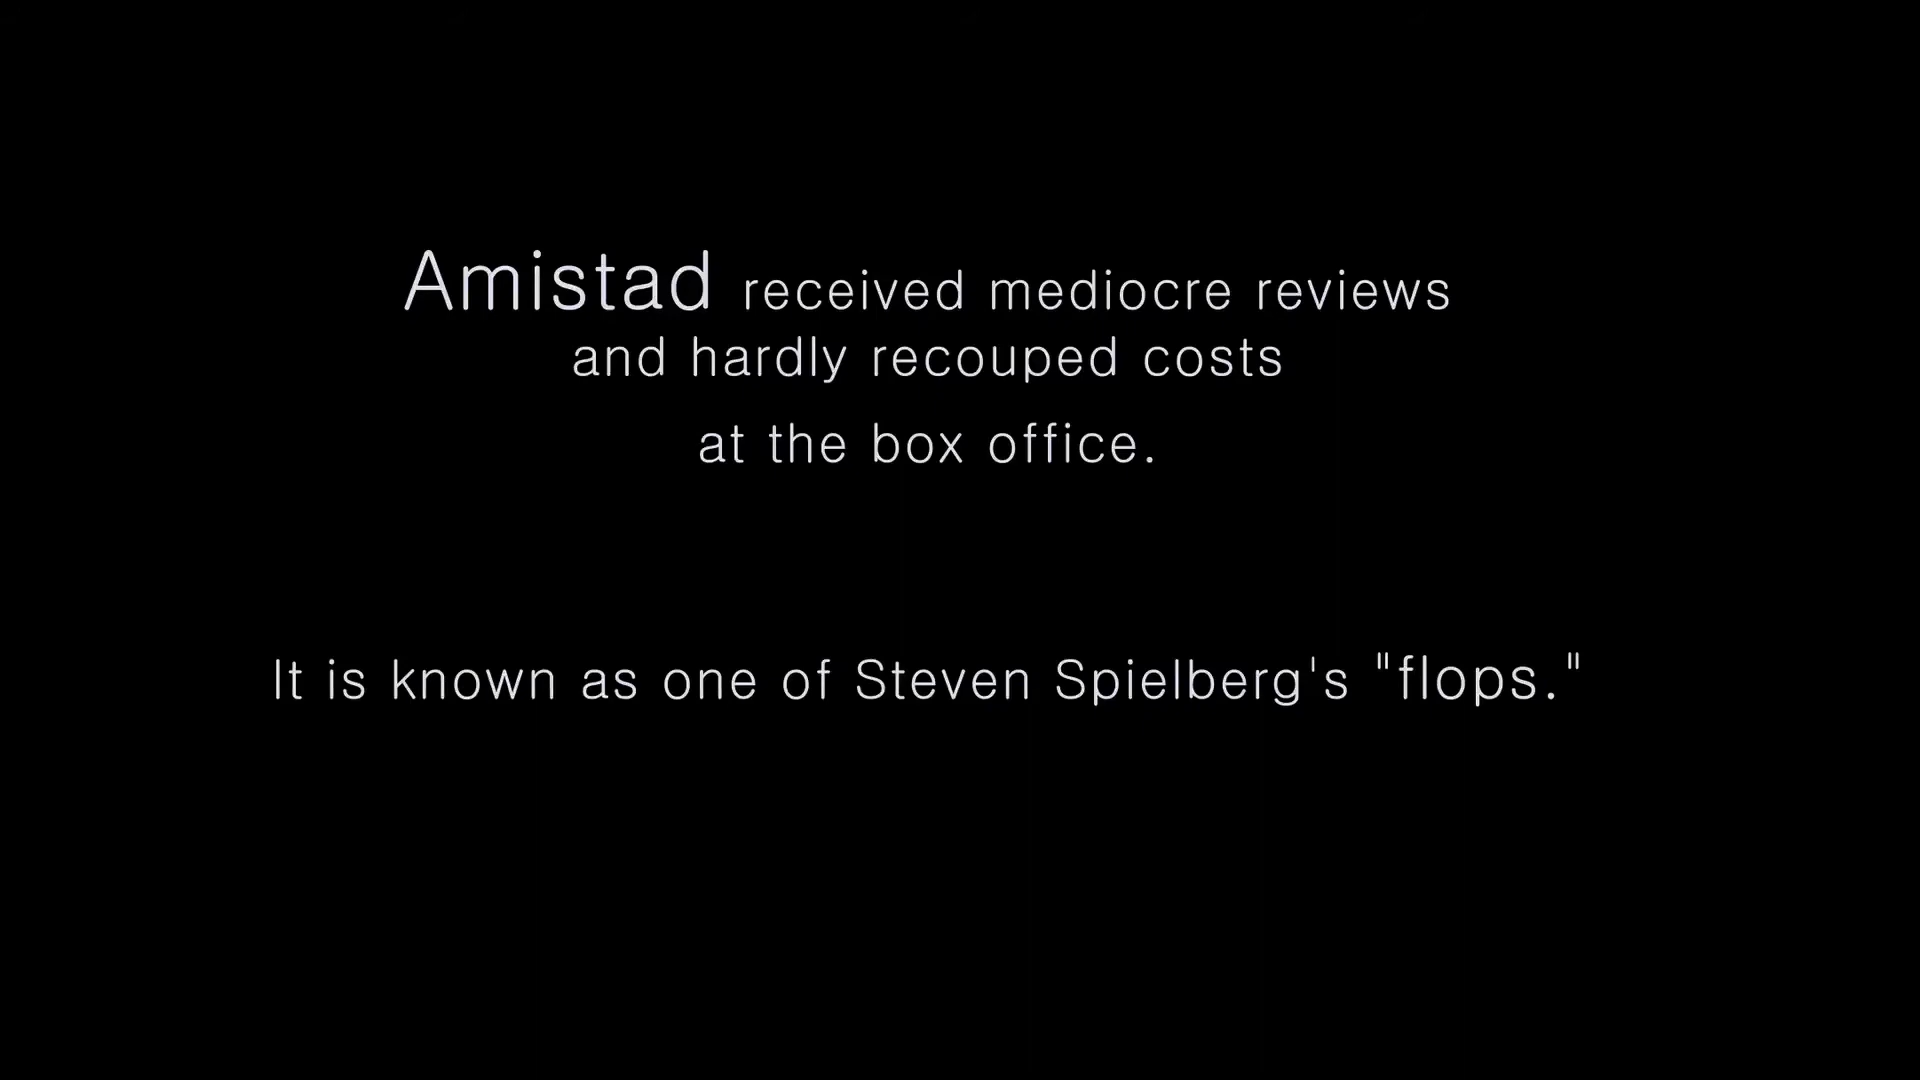 Amistad received mediocre reviews
and hardly recouped costs
at the box office.
It is known as one of Steven Spielberg's "flops."